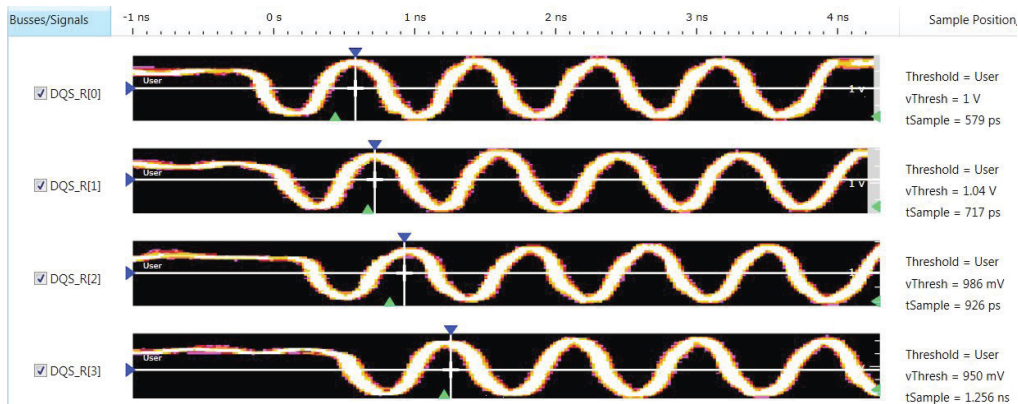 Busses/Signals -1 ns 0 s 1 ns 2 ns 3 ns 4 ns Sample Position,
DQS_R[0]
User
1 v
Threshold = User
vThresh = 1 V
tSample = 579 ps
DQS_R[1]
User
1 v
Threshold = User
vThresh = 1.04 V
tSample = 717 ps
DQS_R[2]
User
Threshold = User
vThresh = 986 mV
tSample = 926 ps
DQS_R[3]
User
Threshold = User
vThresh = 950 mV
tSample = 1.256 ns